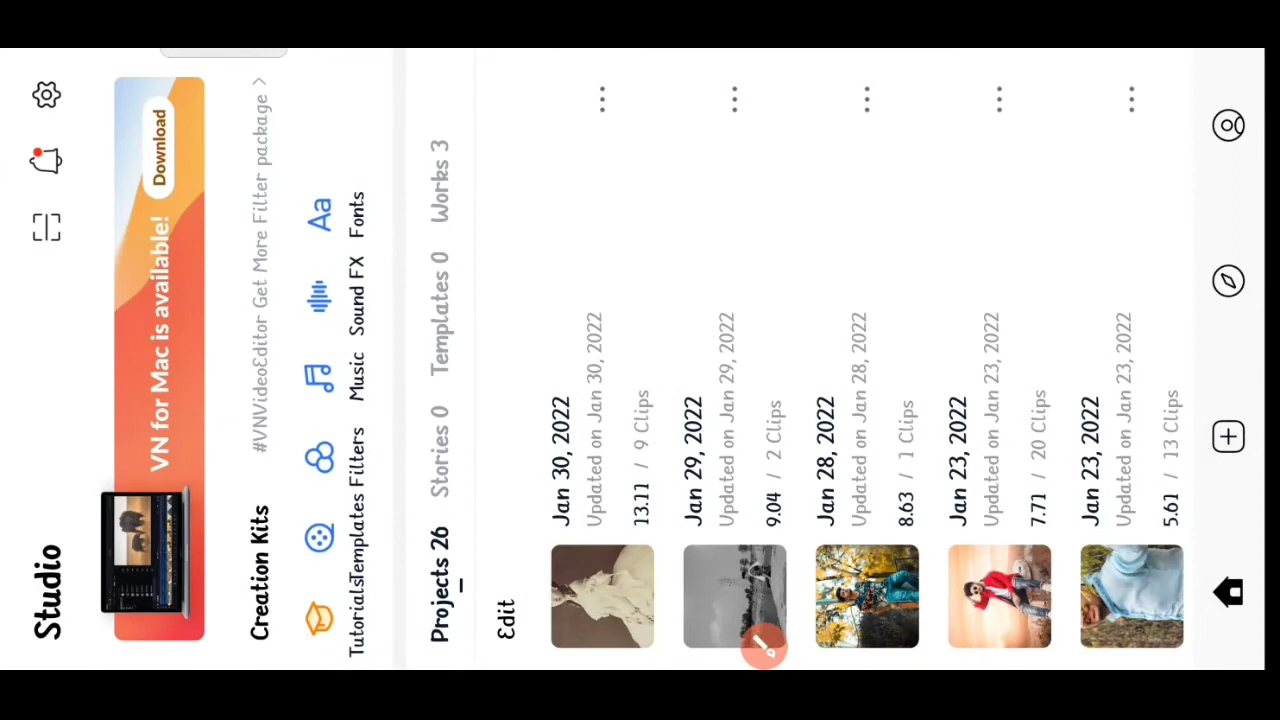 Studio
VN for Mac is available!
Download
Creation Kits
#VNVideoEditor Get More Filter package >
Tutorials
Templates
Filters
Music
Sound FX
Fonts
Projects 26
Stories 0
Templates 0
Works 3
Edit
Jan 30, 2022
Updated on Jan 30, 2022
13.11 / 9 Clips
Jan 29, 2022
Updated on Jan 29, 2022
9.04 / 2 Clips
Jan 28, 2022
Updated on Jan 28, 2022
8.63 / 1 Clips
Jan 23, 2022
Updated on Jan 23, 2022
7.71 / 20 Clips
Jan 23, 2022
Updated on Jan 23, 2022
5.61 / 13 Clips